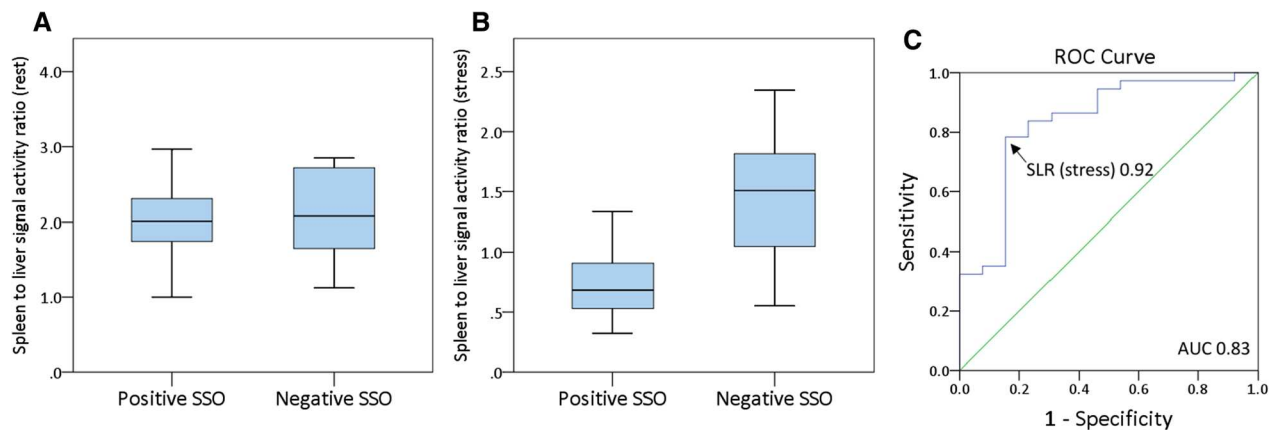 A
Spleen to liver signal activity ratio (rest)
4.0
3.0
2.0
1.0
.0
Positive SSO
Negative SSO
B
Spleen to liver signal activity ratio (stress)
2.5
2.0
1.5
1.0
.5
.0
Positive SSO
Negative SSO
C
ROC Curve
Sensitivity
1.0
0.8
0.6
0.4
0.2
0.0
SLR (stress) 0.92
AUC 0.83
0.0
0.2
0.4
0.6
0.8
1.0
1 - Specificity